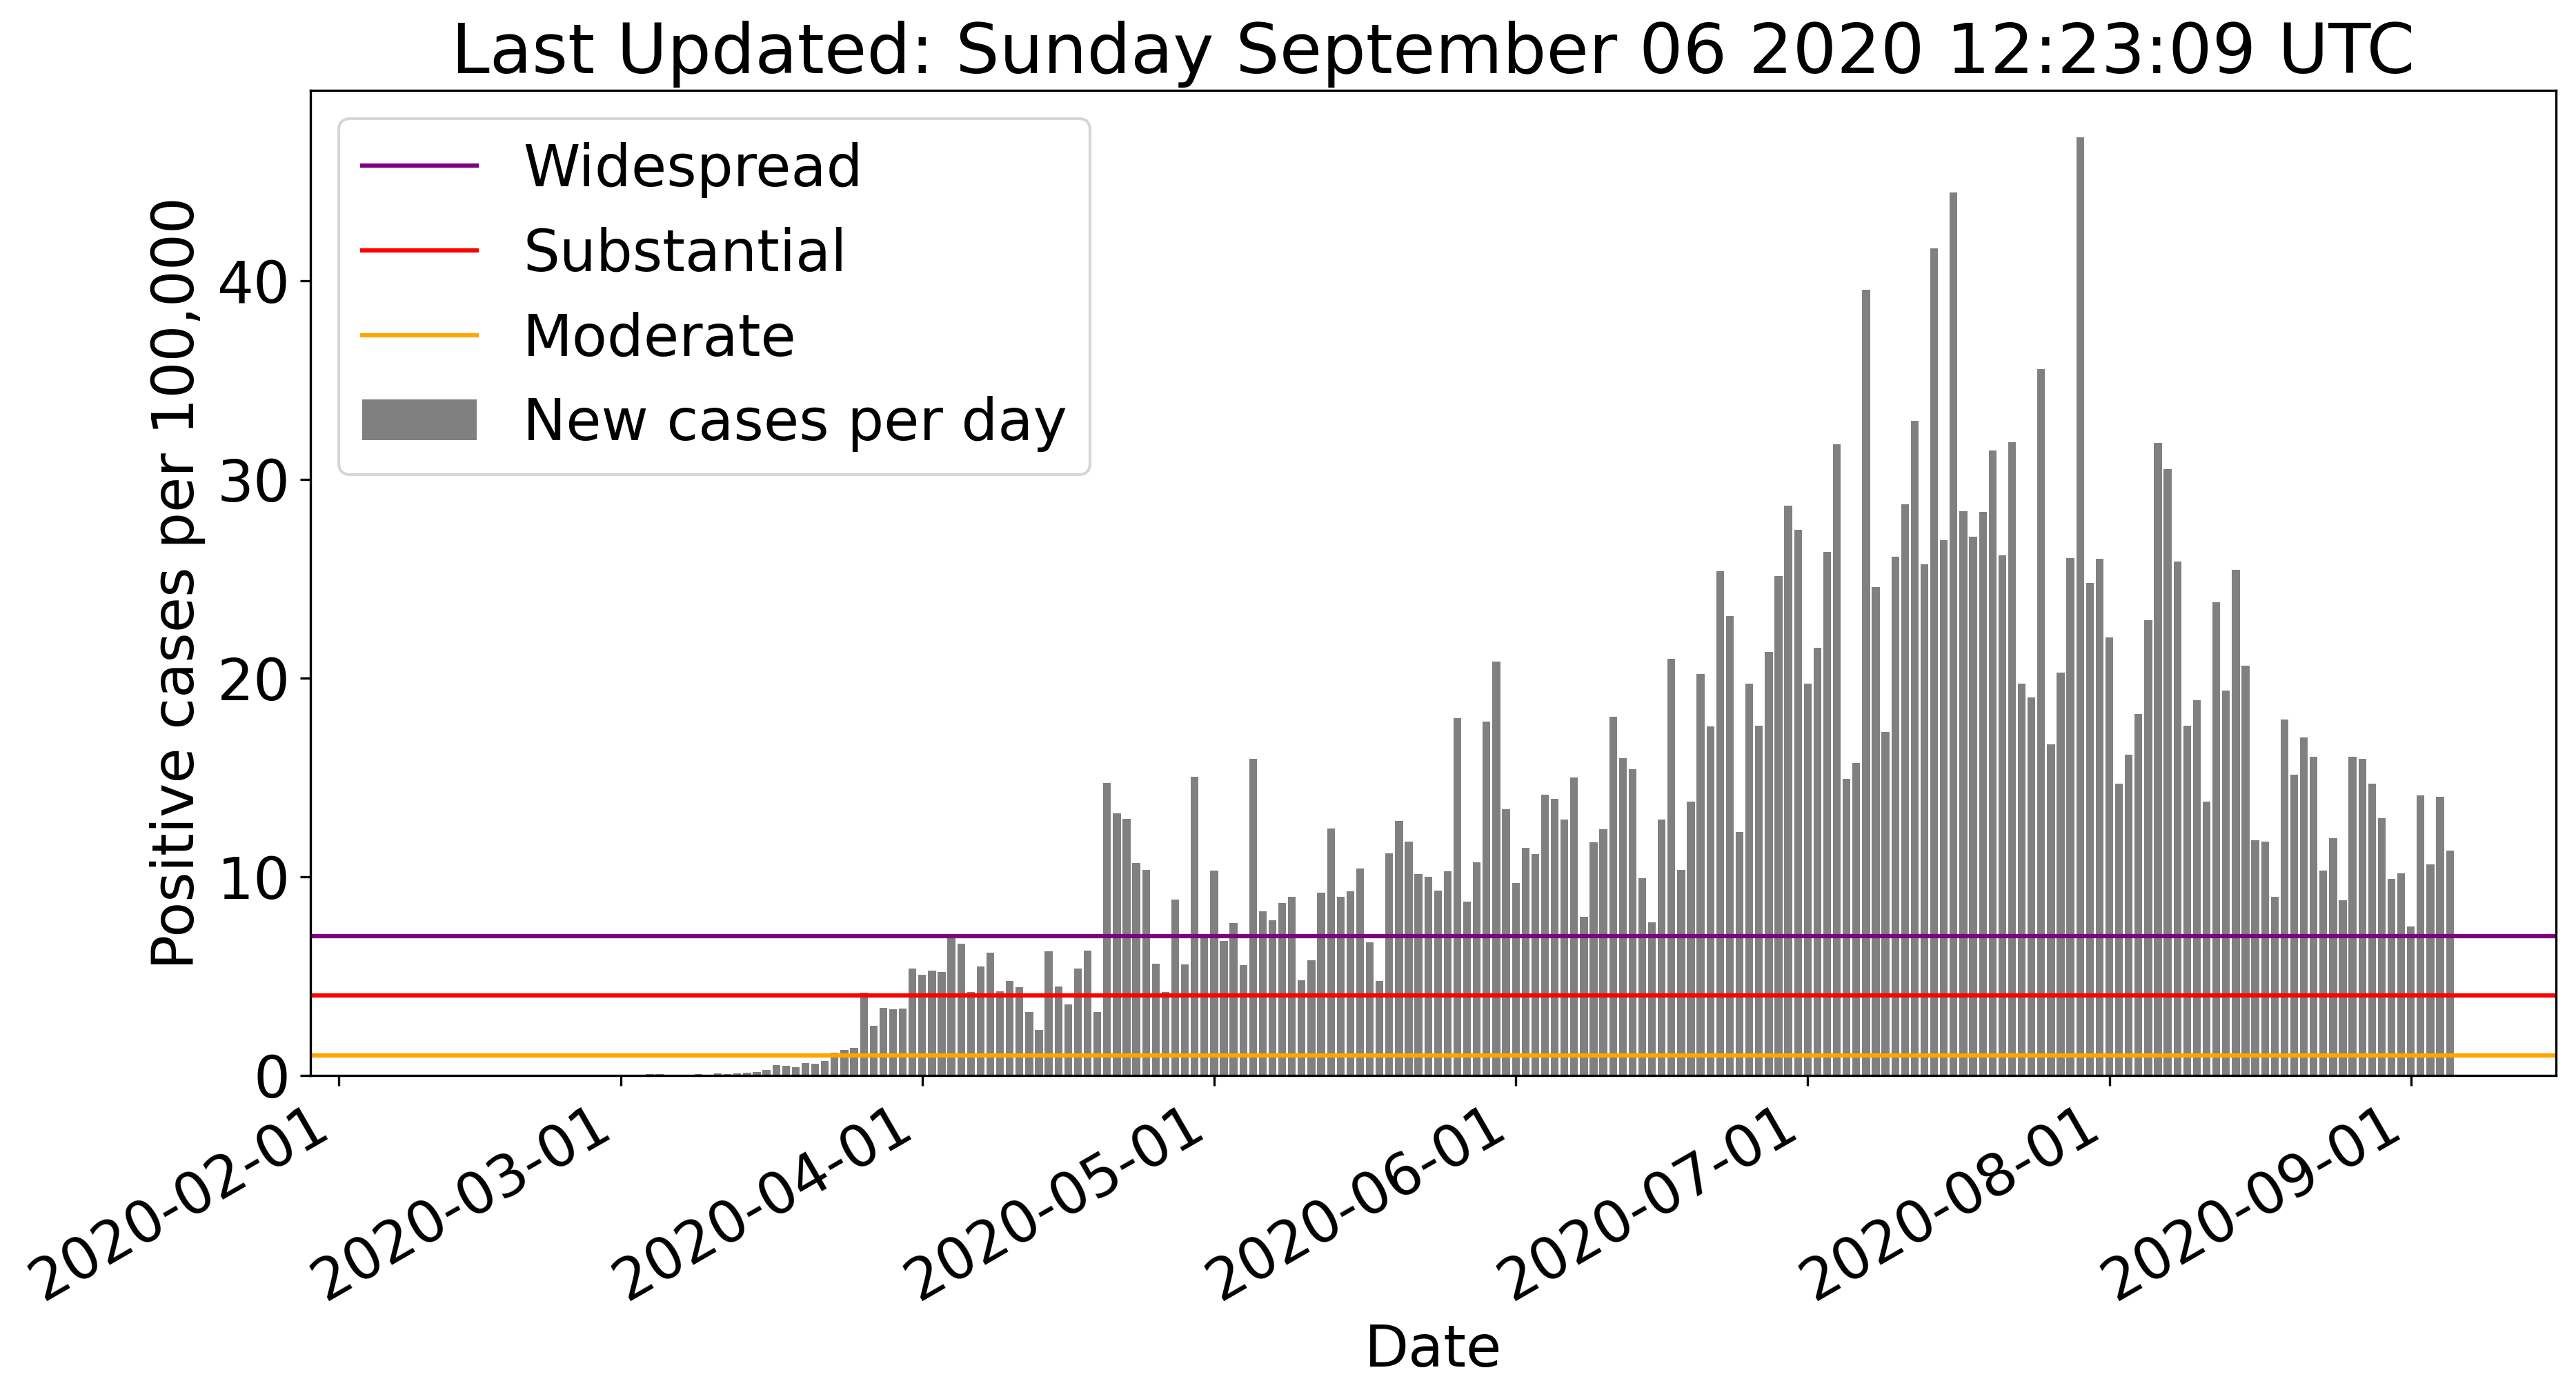 Last Updated: Sunday September 06 2020 12:23:09 UTC
Widespread
Substantial
Moderate
New cases per day
Positive cases per 100,000
40
30
20
10
0
2020-02-01
2020-03-01
2020-04-01
2020-05-01
2020-06-01
2020-07-01
2020-08-01
2020-09-01
Date